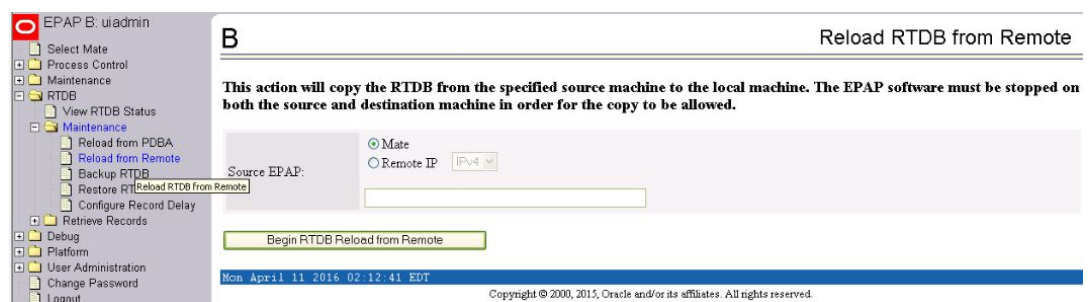 EPAP B: uiadmin
Select Mate
Process Control
Maintenance
RTDB
View RTDB Status
Maintenance
Reload from PDBA
Reload from Remote
Backup RTDB
Restore RT
Reload RTDB from Remote
Configure Record Delay
Retrieve Records
Debug
Platform
User Administration
Change Password
Logout
B
Reload RTDB from Remote
This action will copy the RTDB from the specified source machine to the local machine. The EPAP software must be stopped on
both the source and destination machine in order for the copy to be allowed.
Source EPAP:
Mate
Remote IP IPv4
Begin RTDB Reload from Remote
Mon April 11 2016 02:12:41 EDT
Copyright © 2000, 2015, Oracle and/or its affiliates. All rights reserved.